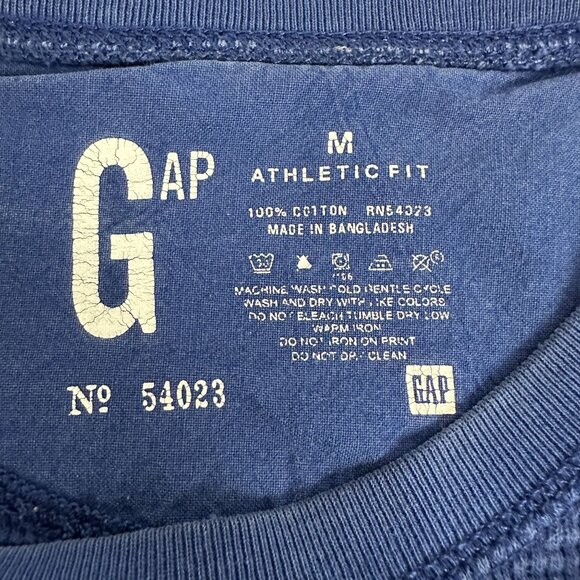 GAP
M
ATHLETIC FIT
100% COTTON RN54023
MADE IN BANGLADESH
MACHINE WASH COLD GENTLE CYCLE
WASH AND DRY WITH LIKE COLORS
DO NOT BLEACH TUMBLE DRY LOW
WARM IRON
DO NOT IRON ON PRINT
DO NOT DRY CLEAN
Nº 54023
GAP